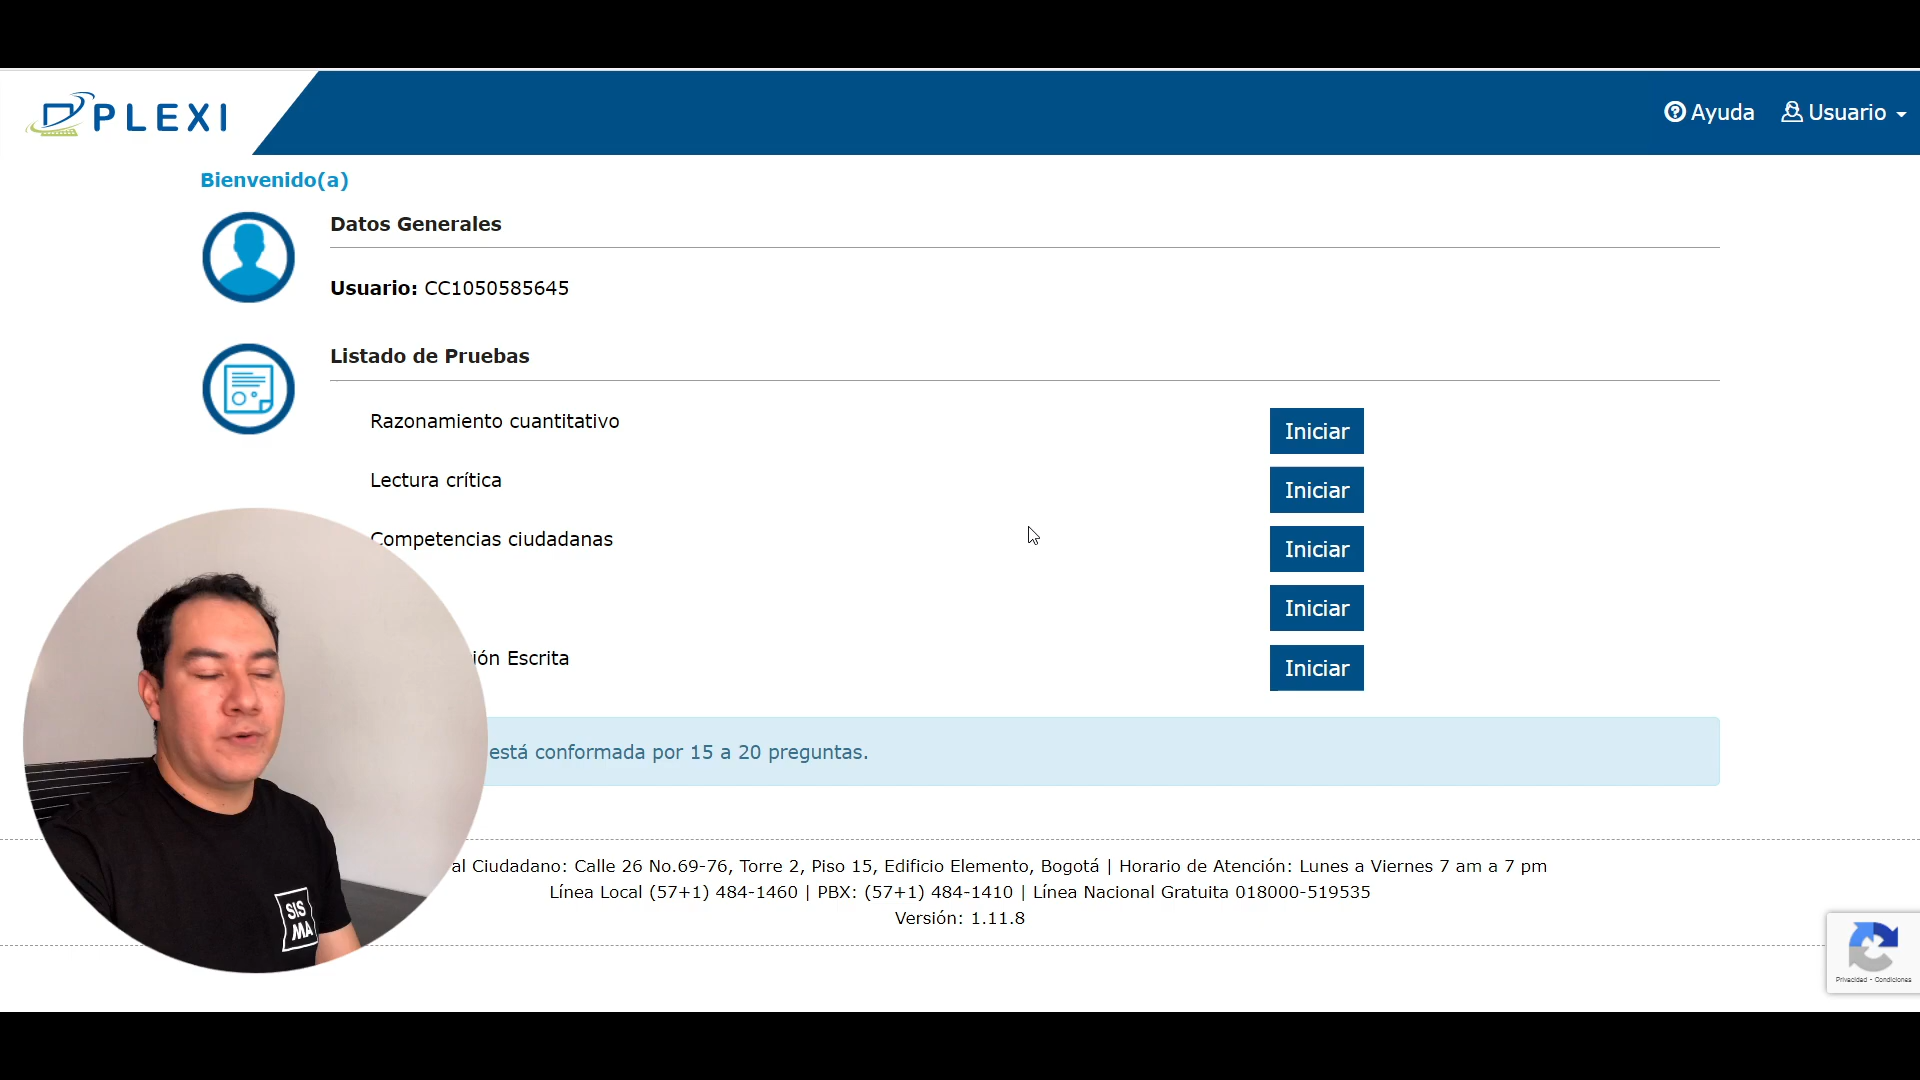 PLEXI
Ayuda
Usuario
Bienvenido(a)
Datos Generales
Usuario: CC1050585645
Listado de Pruebas
Razonamiento cuantitativo
Iniciar
Lectura crítica
Iniciar
Competencias ciudadanas
Iniciar
Iniciar
ión Escrita
Iniciar
está conformada por 15 a 20 preguntas.
al Ciudadano: Calle 26 No.69-76, Torre 2, Piso 15, Edificio Elemento, Bogotá | Horario de Atención: Lunes a Viernes 7 am a 7 pm
Línea Local (57+1) 484-1460 | PBX: (57+1) 484-1410 | Línea Nacional Gratuita 018000-519535
Versión: 1.11.8
SIS
MA
Privacidad - Condiciones